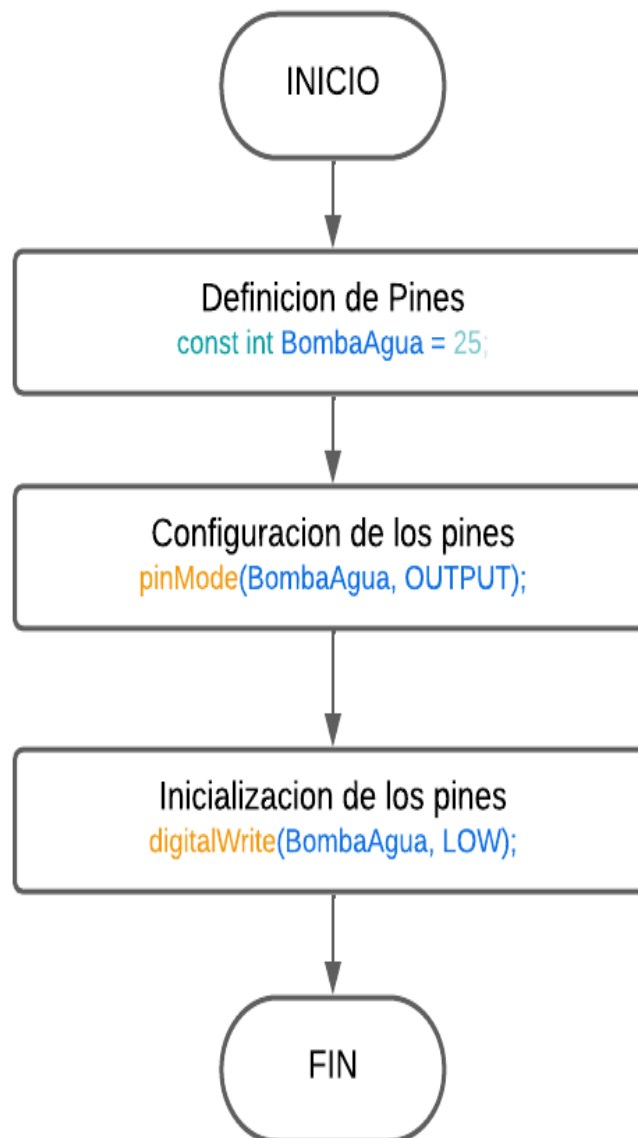 INICIO
Definicion de Pines
const int BombaAgua = 25;
Configuracion de los pines
pinMode(BombaAgua, OUTPUT);
Inicializacion de los pines
digitalWrite(BombaAgua, LOW);
FIN